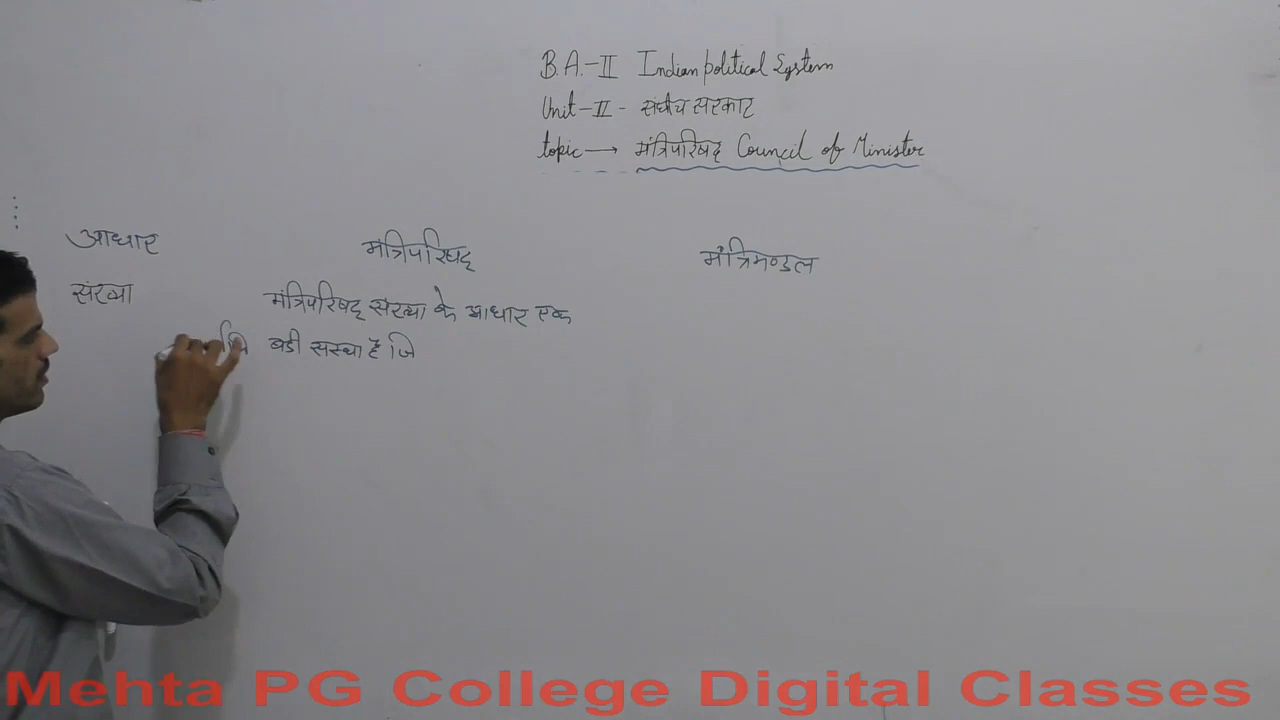 B.A.-II Indian political System
Unit-II - संघीय सरकार
topic → मंत्रिपरिषद् Council of Minister
आधार मंत्रिपरिषद् मंत्रिमण्डल
संख्या मंत्रिपरिषद् संख्या के आधार एक
बडी संस्था है जि
Mehta PG College Digital Classes